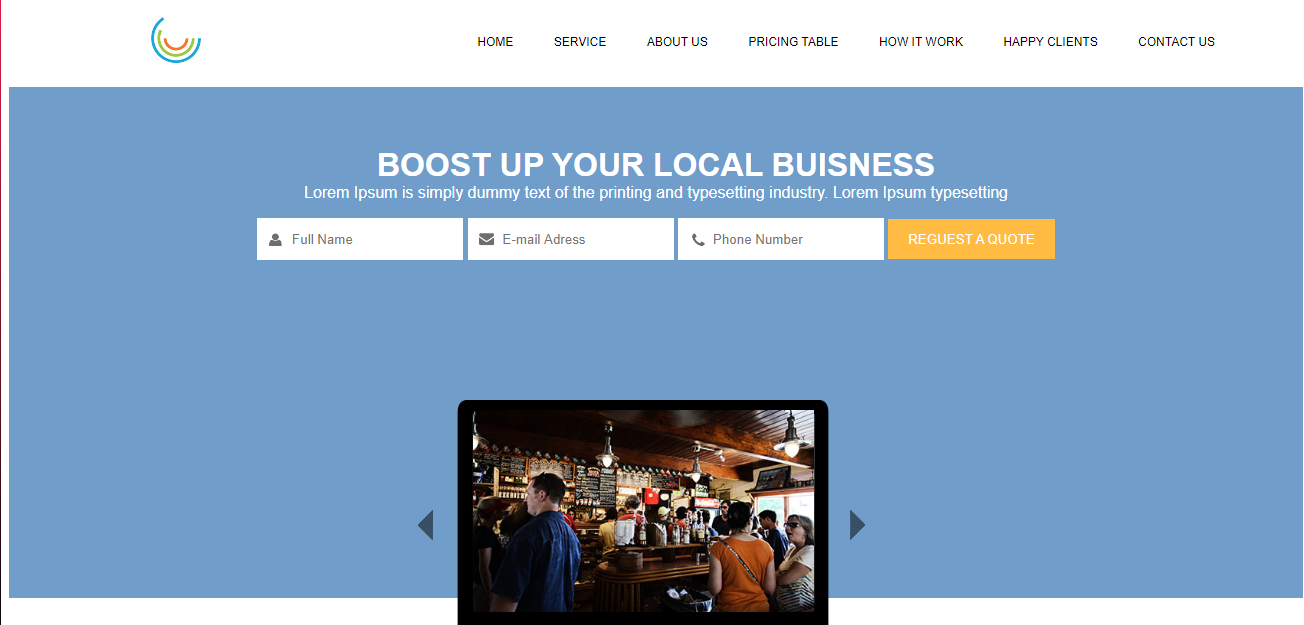 HOME SERVICE ABOUT US PRICING TABLE HOW IT WORK HAPPY CLIENTS CONTACT US
BOOST UP YOUR LOCAL BUISNESS
Lorem Ipsum is simply dummy text of the printing and typesetting industry. Lorem Ipsum typesetting
Full Name E-mail Adress Phone Number REGUEST A QUOTE